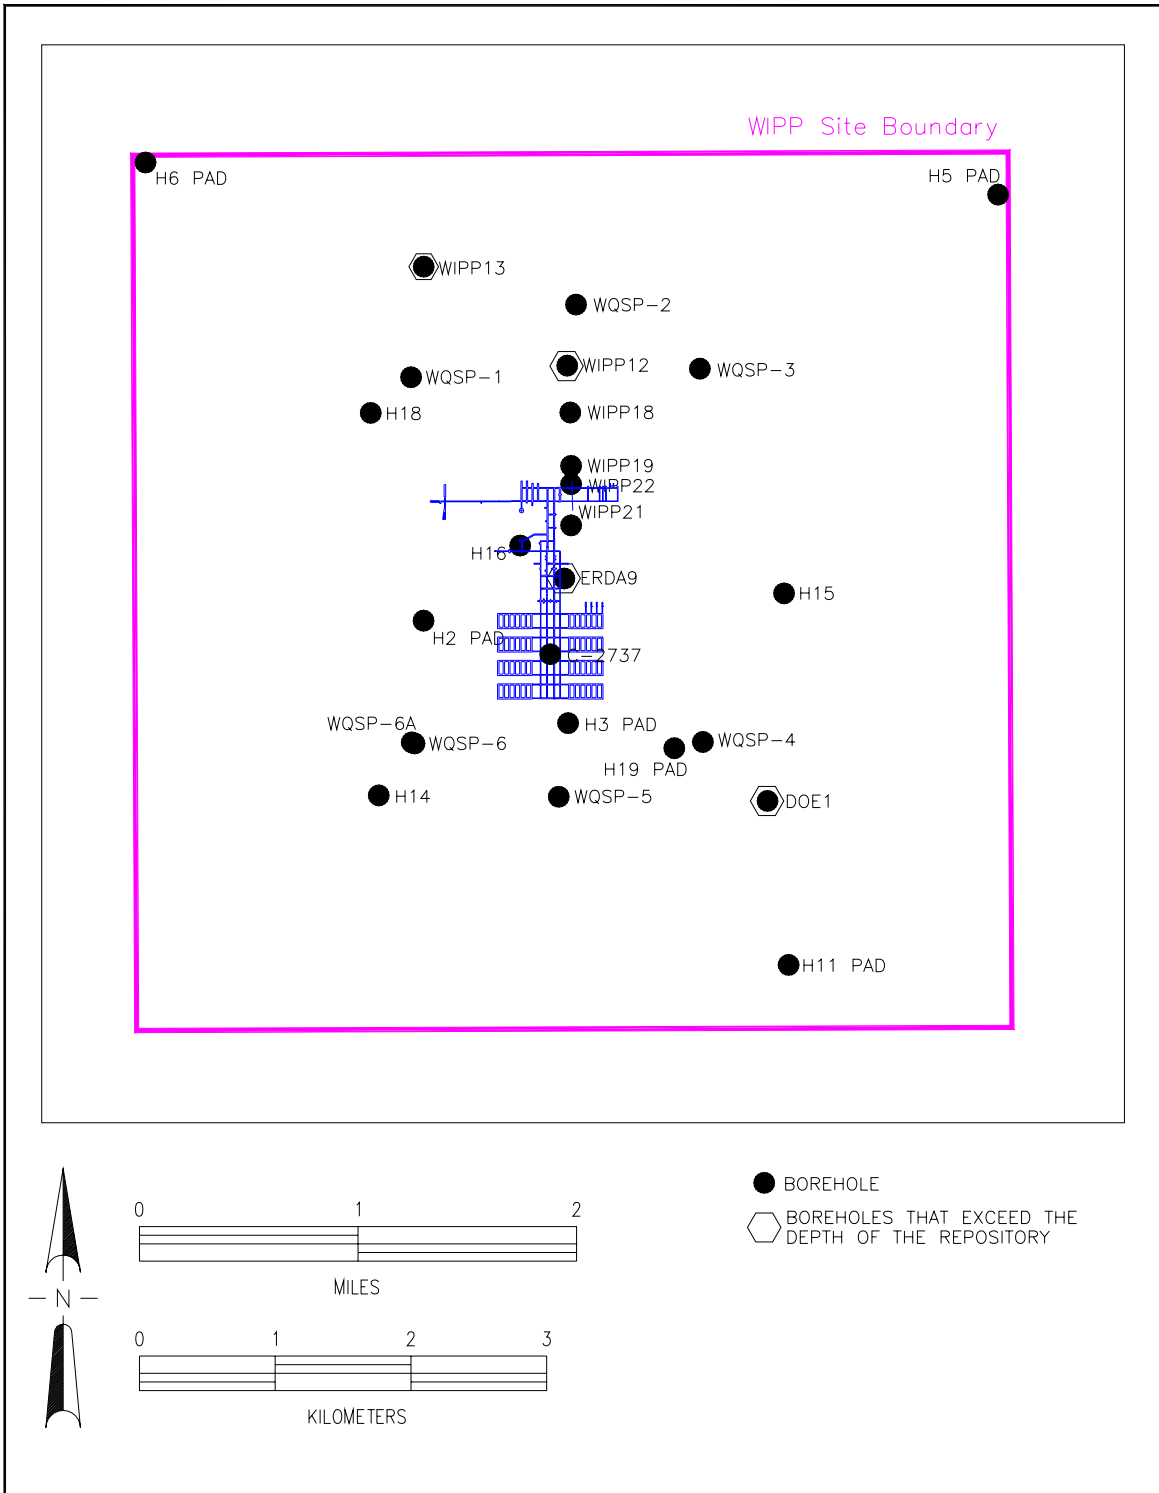 WIPP Site Boundary
H6 PAD
H5 PAD
WIPP13
WQSP-2
WIPP12
WQSP-3
WQSP-1
H18
WIPP18
WIPP19
WIPP22
WIPP21
H16
ERDA9
H15
H2 PAD
C-2737
WQSP-6A
H3 PAD
WQSP-6
WQSP-4
H19 PAD
H14
WQSP-5
DOE1
H11 PAD
BOREHOLE
BOREHOLES THAT EXCEED THE
DEPTH OF THE REPOSITORY
0 1 2
MILES
N
0 1 2 3
KILOMETERS